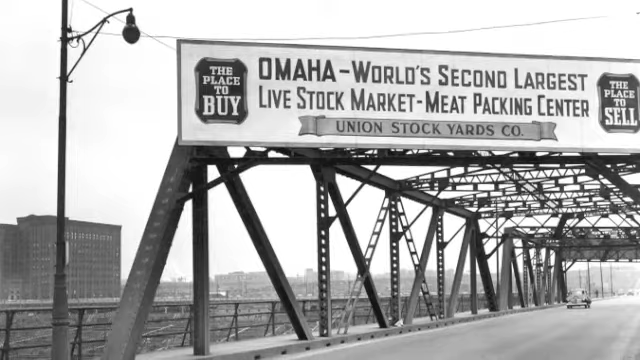 THE
PLACE
TO
BUY
OMAHA-WORLD'S SECOND LARGEST
LIVE STOCK MARKET-MEAT PACKING CENTER
UNION STOCK YARDS CO.
THE
PLACE
TO
SELL